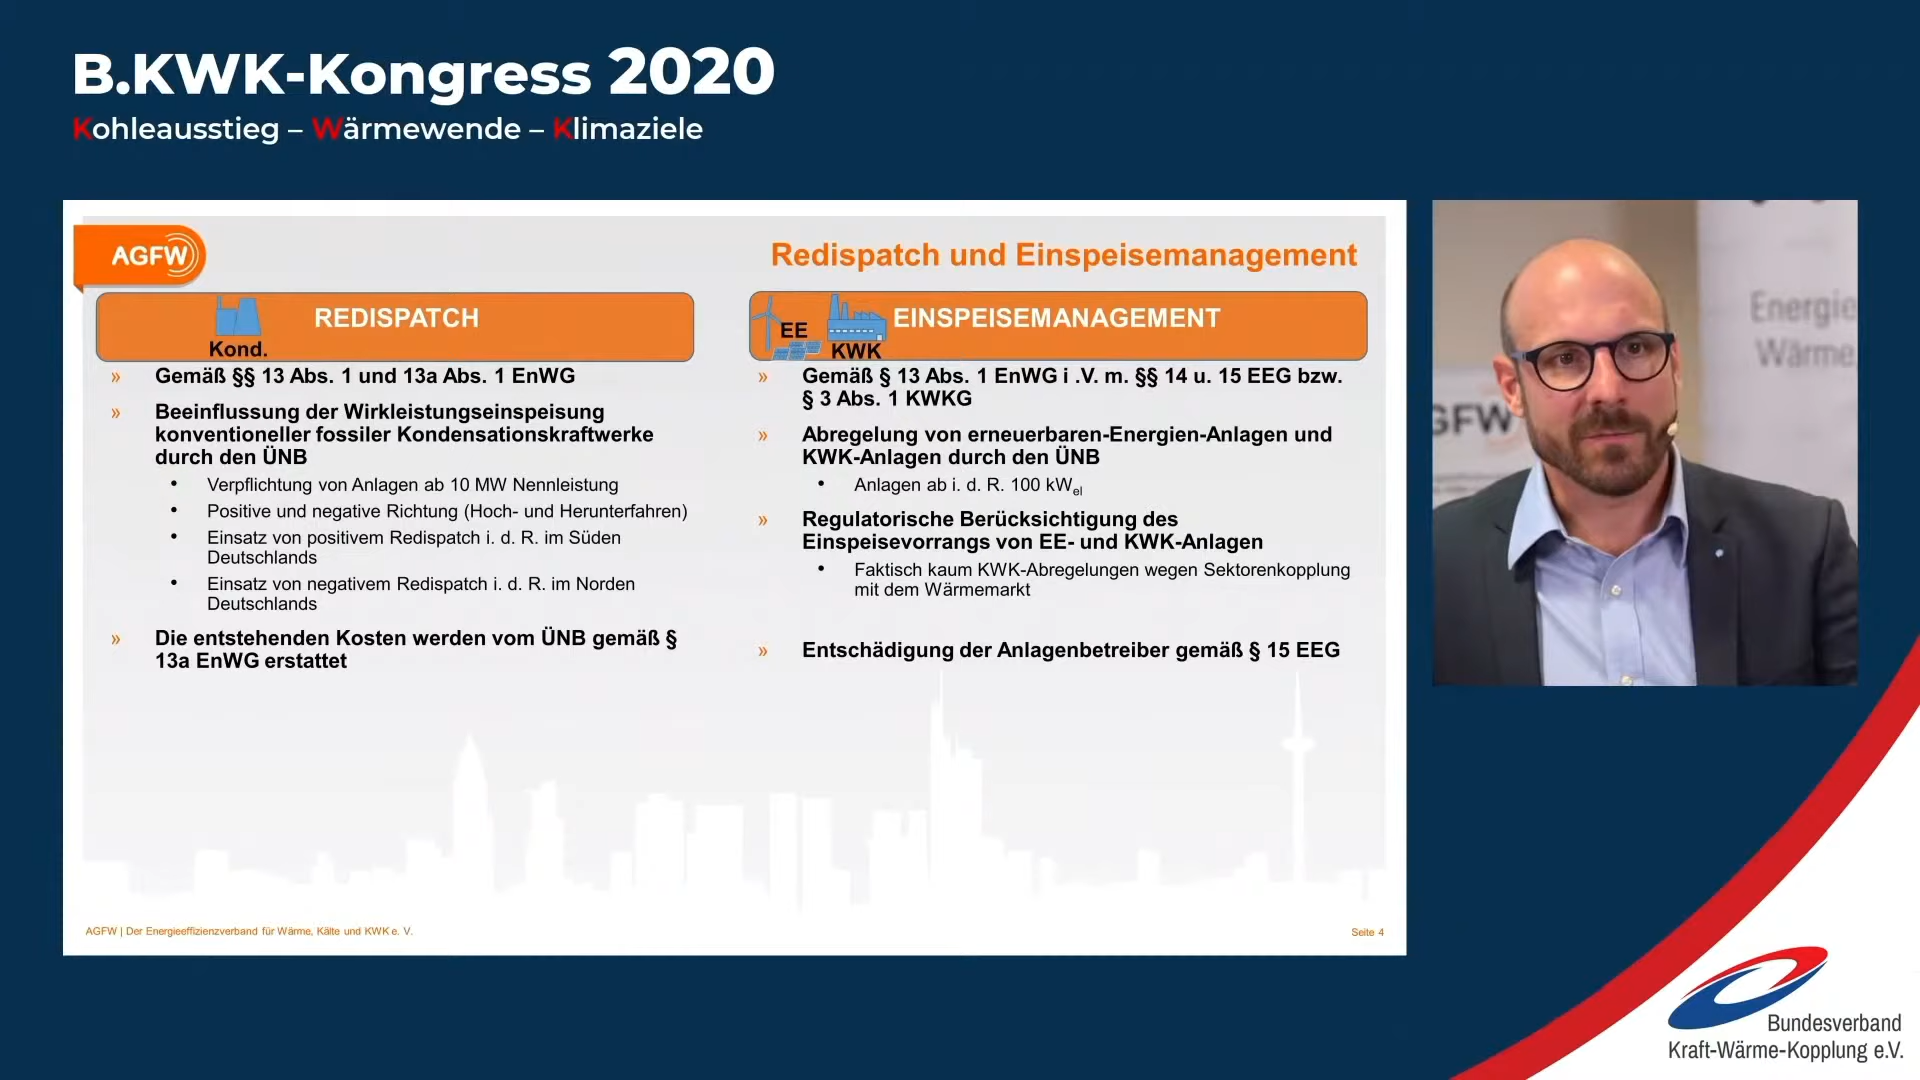 B.KWK-Kongress 2020
Kohleausstieg – Wärmewende – Klimaziele
AGFW
Redispatch und Einspeisemanagement
REDISPATCH
Kond.
» Gemäß §§ 13 Abs. 1 und 13a Abs. 1 EnWG
» Beeinflussung der Wirkleistungseinspeisung
konventioneller fossiler Kondensationskraftwerke
durch den ÜNB
• Verpflichtung von Anlagen ab 10 MW Nennleistung
• Positive und negative Richtung (Hoch- und Herunterfahren)
• Einsatz von positivem Redispatch i. d. R. im Süden
Deutschlands
• Einsatz von negativem Redispatch i. d. R. im Norden
Deutschlands
» Die entstehenden Kosten werden vom ÜNB gemäß §
13a EnWG erstattet
EE
KWK
EINSPEISEMANAGEMENT
» Gemäß § 13 Abs. 1 EnWG i .V. m. §§ 14 u. 15 EEG bzw.
§ 3 Abs. 1 KWKG
» Abregelung von erneuerbaren-Energien-Anlagen und
KWK-Anlagen durch den ÜNB
• Anlagen ab i. d. R. 100 kWel
» Regulatorische Berücksichtigung des
Einspeisevorrangs von EE- und KWK-Anlagen
• Faktisch kaum KWK-Abregelungen wegen Sektorenkopplung
mit dem Wärmemarkt
» Entschädigung der Anlagenbetreiber gemäß § 15 EEG
AGFW | Der Energieeffizienzverband für Wärme, Kälte und KWK e. V.
Seite 4
Energie
Wärme
GFW
Bundesverband
Kraft-Wärme-Kopplung e.V.